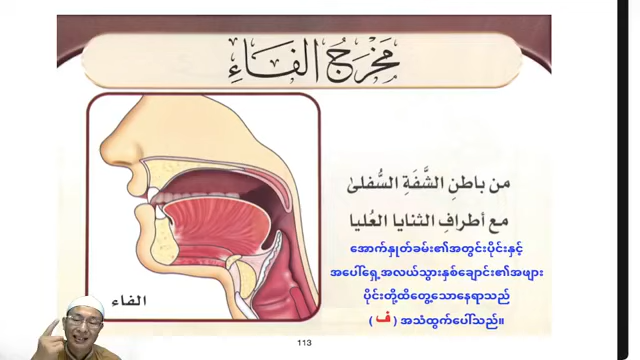 مَخْرَجُ الفَاءِ
من باطنِ الشَّفَةِ السُّفلىٰ
مع أطرافِ الثنايا العُليا
အောက်နှုတ်ခမ်း၏အတွင်းပိုင်းနှင့်
အပေါ်ရှေ့အလယ်သွားနှစ်ချောင်း၏အဖျား
ပိုင်းတို့ထိတွေ့သောနေရာသည်
( ف ) အသံထွက်ပေါ်သည်။
الفاء
113